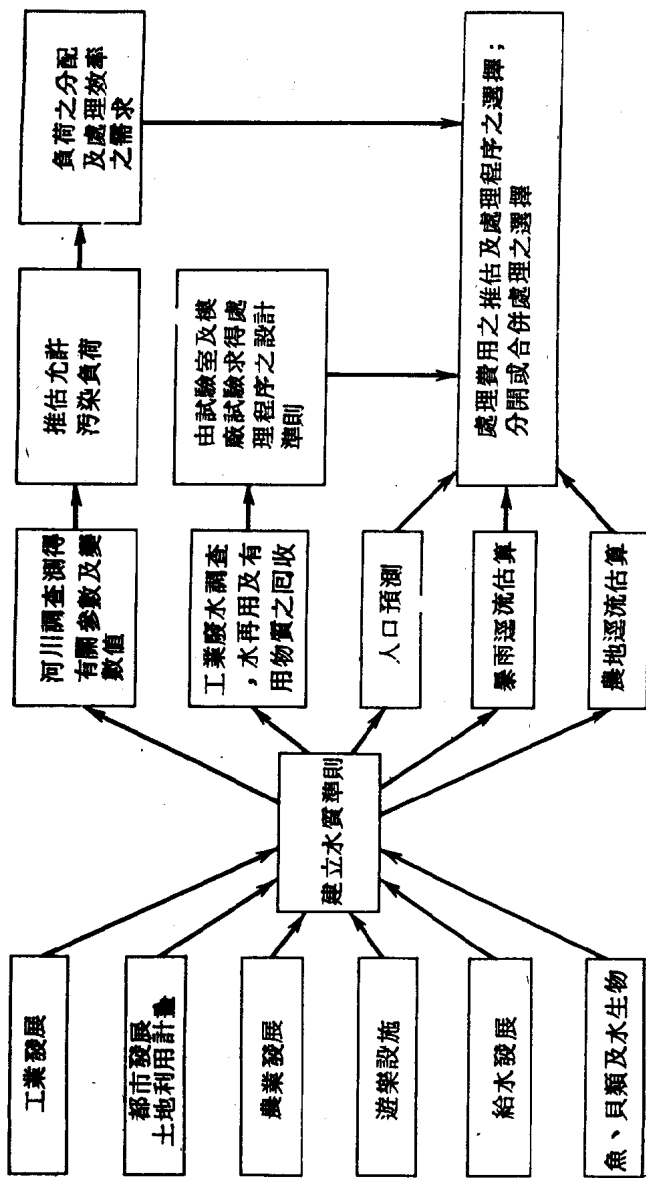 工業發展
都市發展
土地利用計畫
農業發展
遊樂設施
給水發展
魚、貝類及水生物
建立水質準則
河川調查測得
有關參數及變
數值
工業廢水調查
，水再用及有
用物質之回收
人口預測
暴雨逕流估算
農地逕流估算
推估允許
污染負荷
由試驗室及模
廠試驗求得處
理程序之設計
準則
負荷之分配
及處理效率
之需求
處理費用之推估及處理程序之選擇；
分開或合併處理之選擇